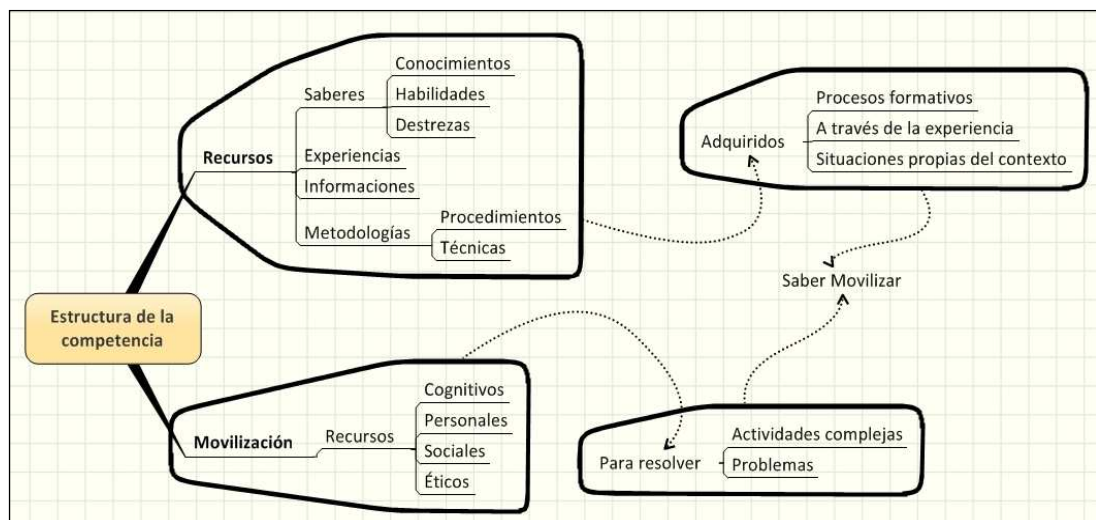 Estructura de la
competencia
Recursos
Saberes
Conocimientos
Habilidades
Destrezas
Experiencias
Informaciones
Metodologías
Procedimientos
Técnicas
Adquiridos
Procesos formativos
A través de la experiencia
Situaciones propias del contexto
Saber Movilizar
Movilización
Recursos
Cognitivos
Personales
Sociales
Éticos
Para resolver
Actividades complejas
Problemas